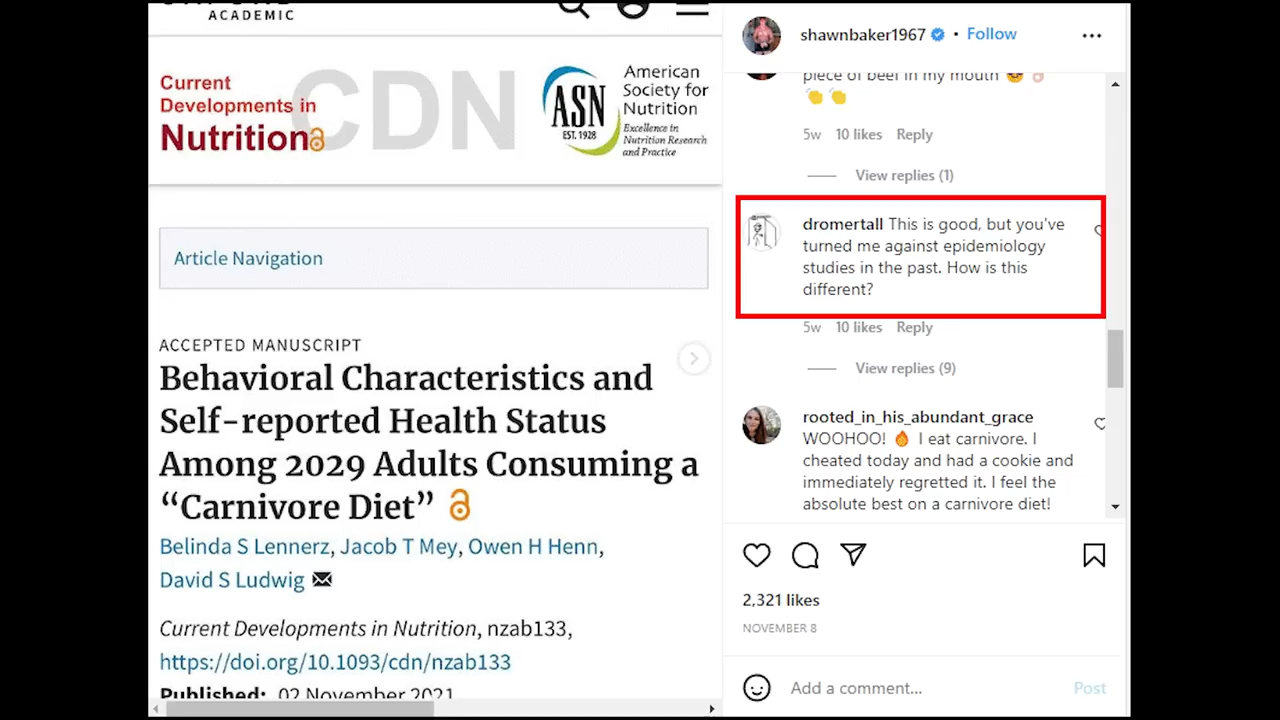 ACADEMIC
Current
Developments in
Nutrition
CDN
ASN
EST. 1928
American
Society for
Nutrition
Excellence in
Nutrition Research
and Practice
Article Navigation
ACCEPTED MANUSCRIPT
Behavioral Characteristics and
Self-reported Health Status
Among 2029 Adults Consuming a
“Carnivore Diet”
Belinda S Lennerz, Jacob T Mey, Owen H Henn,
David S Ludwig
Current Developments in Nutrition, nzab133,
https://doi.org/10.1093/cdn/nzab133
Published: 02 November 2021
shawnbaker1967 • Follow
piece of beef in my mouth
5w 10 likes Reply
View replies (1)
dromertall This is good, but you've
turned me against epidemiology
studies in the past. How is this
different?
5w 10 likes Reply
View replies (9)
rooted_in_his_abundant_grace
WOOHOO! 🔥 I eat carnivore. I
cheated today and had a cookie and
immediately regretted it. I feel the
absolute best on a carnivore diet!
2,321 likes
NOVEMBER 8
Add a comment... Post